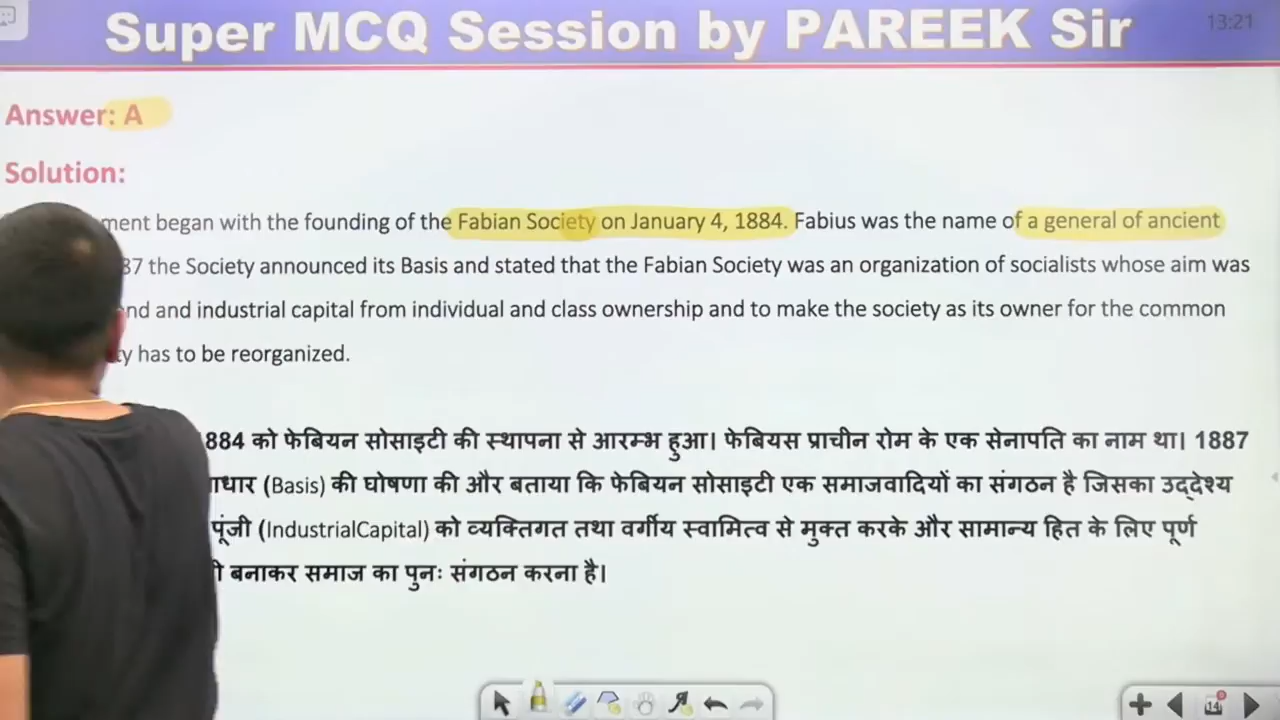 Super MCQ Session by PAREEK Sir
13:21
Answer: A
Solution:
began with the founding of the Fabian Society on January 4, 1884. Fabius was the name of a general of ancient
the Society announced its Basis and stated that the Fabian Society was an organization of socialists whose aim was
and industrial capital from individual and class ownership and to make the society as its owner for the common
has to be reorganized.
को फेबियन सोसाइटी की स्थापना से आरम्भ हुआ। फेबियस प्राचीन रोम के एक सेनापति का नाम था। 1887
(Basis) की घोषणा की और बताया कि फेबियन सोसाइटी एक समाजवादियों का संगठन है जिसका उद्देश्य
पूंजी (IndustrialCapital) को व्यक्तिगत तथा वर्गीय स्वामित्व से मुक्त करके और सामान्य हित के लिए पूर्ण
बनाकर समाज का पुनः संगठन करना है।
14